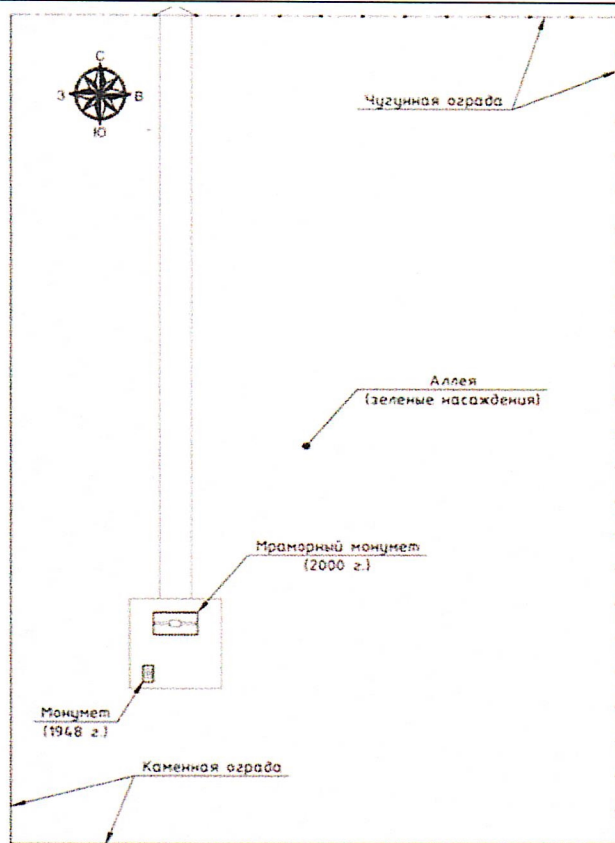 С
З В
Ю
Чугунная ограда
Аллея
(зеленые насаждения)
Мраморный монумет
(2000 г.)
Монумет
(1948 г.)
Каменная ограда